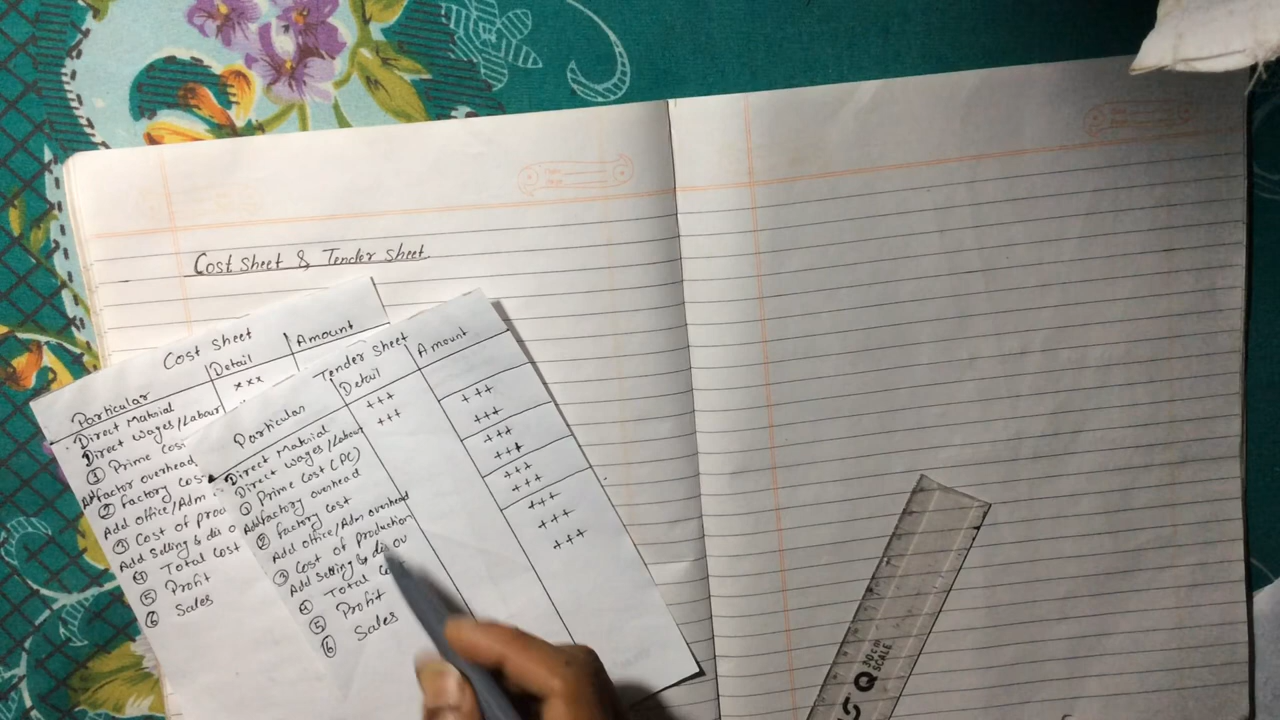 Cost Sheet & Tender Sheet.
Cost Sheet
Particular Detail Amount
Direct Material xxx
Direct Wages/Labour
① Prime Cost
Add factor overhead
② factory Cos
Add office/Adm
③ Cost of prod
Add Selling & dis o
④ Total Cost
⑤ Profit
⑥ Sales
Tender Sheet
Particular Detail Amount
Direct Material +++
Direct Wages/Labour +++
① Prime Cost (PC) +++
Add factory overhead +++
② factory cost +++
Add office/Adm overhead +++
③ Cost of production +++
Add Selling & dis ov +++
④ Total Cost +++
⑤ Profit +++
⑥ Sales +++
30cm
SCALE